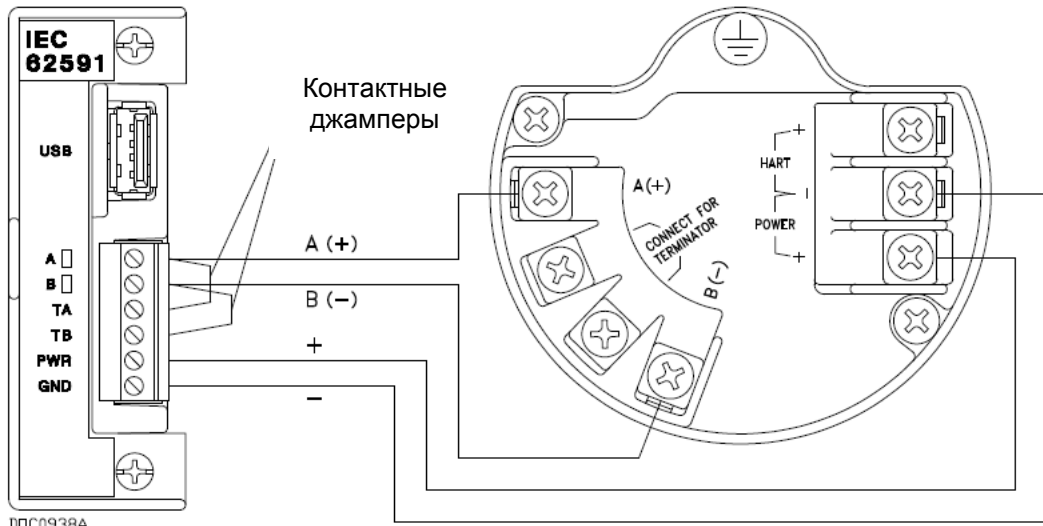 IEC
62591
USB
A
B
TA
TB
PWR
GND
Контактные
джамперы
A (+)
B (−)
+
−
A(+)
CONNECT FOR
TERMINATOR
B(−)
+
HART
−
POWER
+